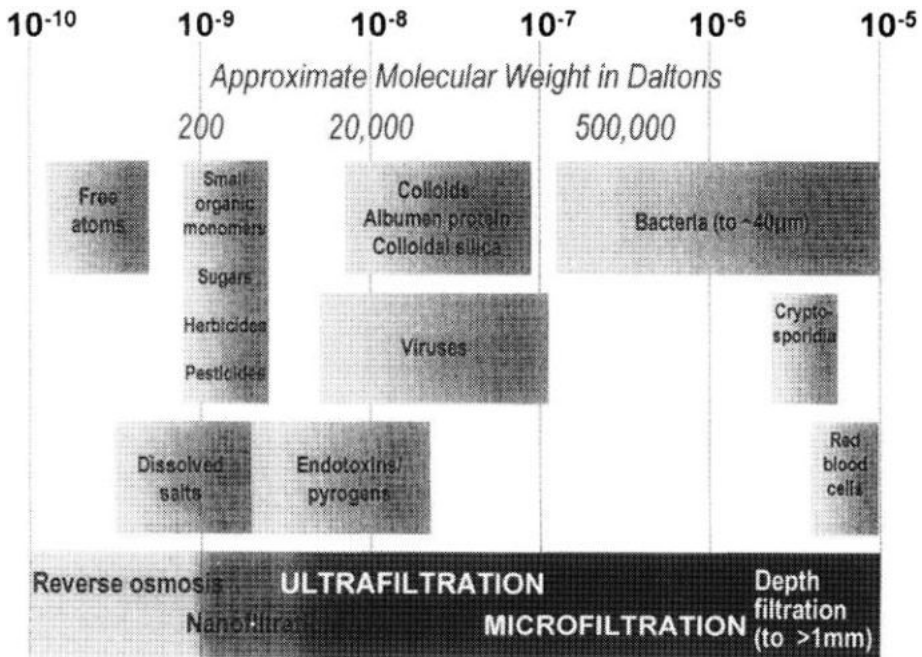 10-10 10-9 10-8 10-7 10-6 10-5
Approximate Molecular Weight in Daltons
200 20,000 500,000
Free
atoms
Small
organic
monomers
Sugars
Herbicides
Pesticides
Colloids
Albumen protein
Colloidal silica
Bacteria (to ~40µm)
Viruses
Crypto-
sporidia
Dissolved
salts
Endotoxins/
pyrogens
Red
blood
cells
Reverse osmosis
Nanofiltrati
ULTRAFILTRATION
MICROFILTRATION
Depth
filtration
(to >1mm)